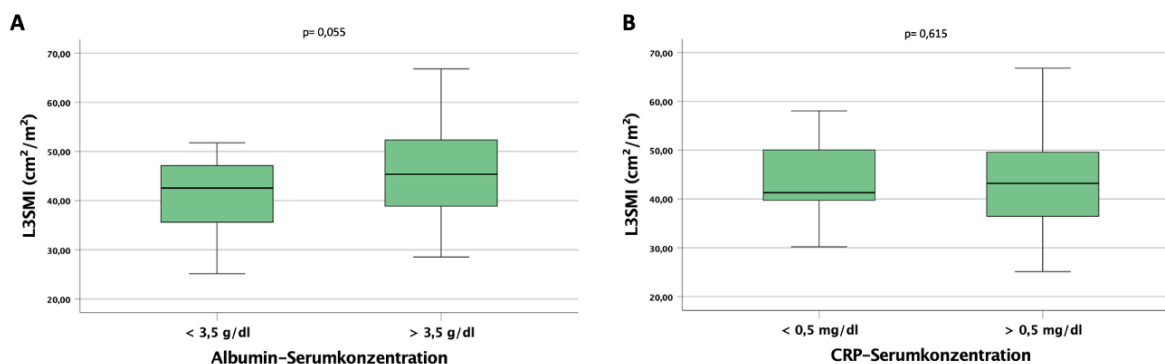 A
p= 0,055
L3SMI (cm²/m²)
70,00
60,00
50,00
40,00
30,00
20,00
< 3,5 g/dl
> 3,5 g/dl
Albumin-Serumkonzentration
B
p= 0,615
L3SMI (cm²/m²)
70,00
60,00
50,00
40,00
30,00
20,00
< 0,5 mg/dl
> 0,5 mg/dl
CRP-Serumkonzentration